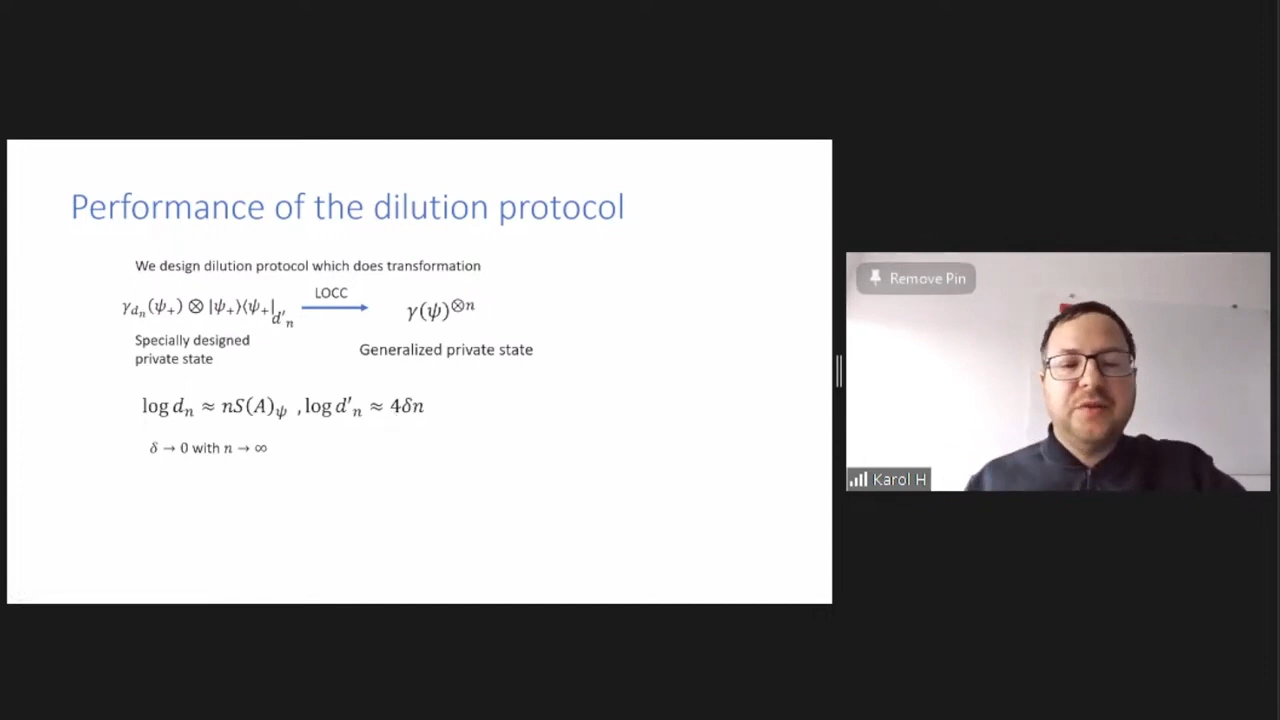 Performance of the dilution protocol
We design dilution protocol which does transformation
γ_{d_n}(ψ_+) ⊗ |ψ_+⟩⟨ψ_+|_{d'_n}
LOCC
γ(ψ)^{⊗n}
Specially designed
private state
Generalized private state
log d_n ≈ nS(A)_ψ , log d'_n ≈ 4δn
δ → 0 with n → ∞
Remove Pin
Karol H